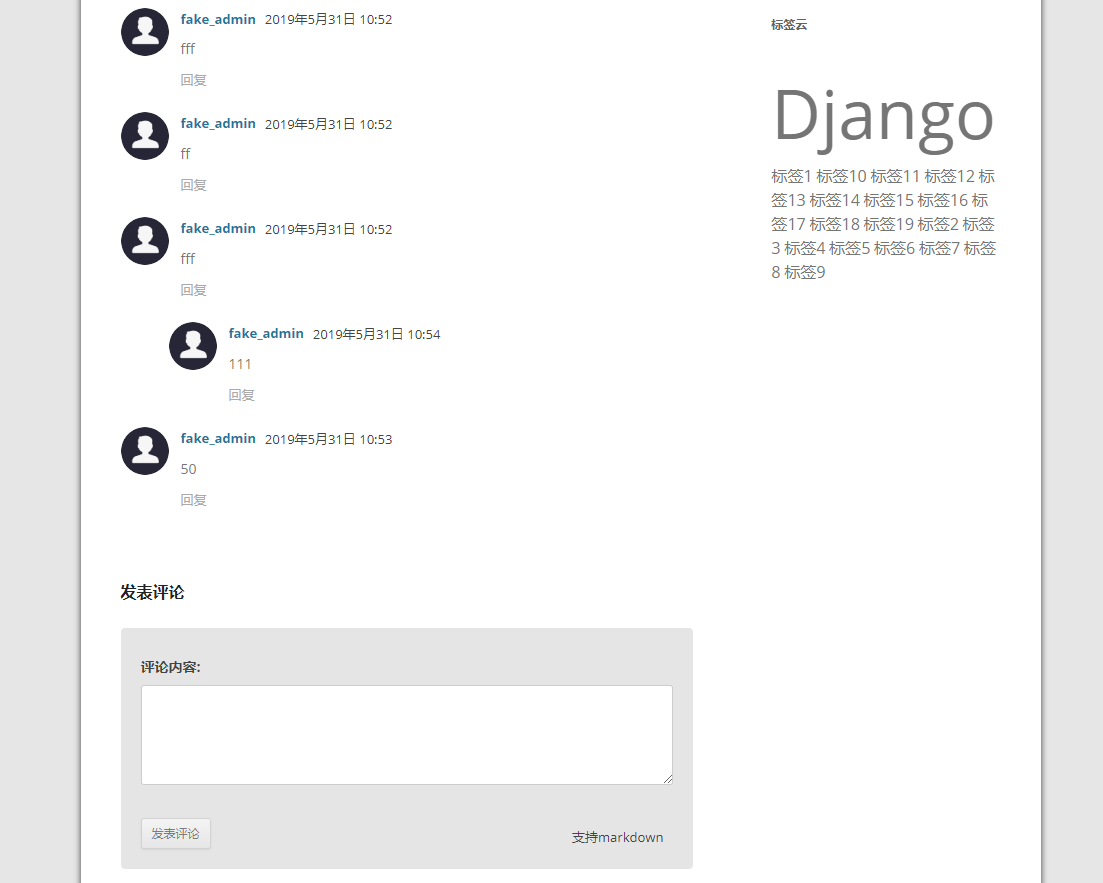 fake_admin 2019年5月31日 10:52
fff
回复
fake_admin 2019年5月31日 10:52
ff
回复
fake_admin 2019年5月31日 10:52
fff
回复
fake_admin 2019年5月31日 10:54
111
回复
fake_admin 2019年5月31日 10:53
50
回复
发表评论
评论内容:
发表评论
支持markdown
标签云
Django
标签1 标签10 标签11 标签12 标
签13 标签14 标签15 标签16 标
签17 标签18 标签19 标签2 标签
3 标签4 标签5 标签6 标签7 标签
8 标签9